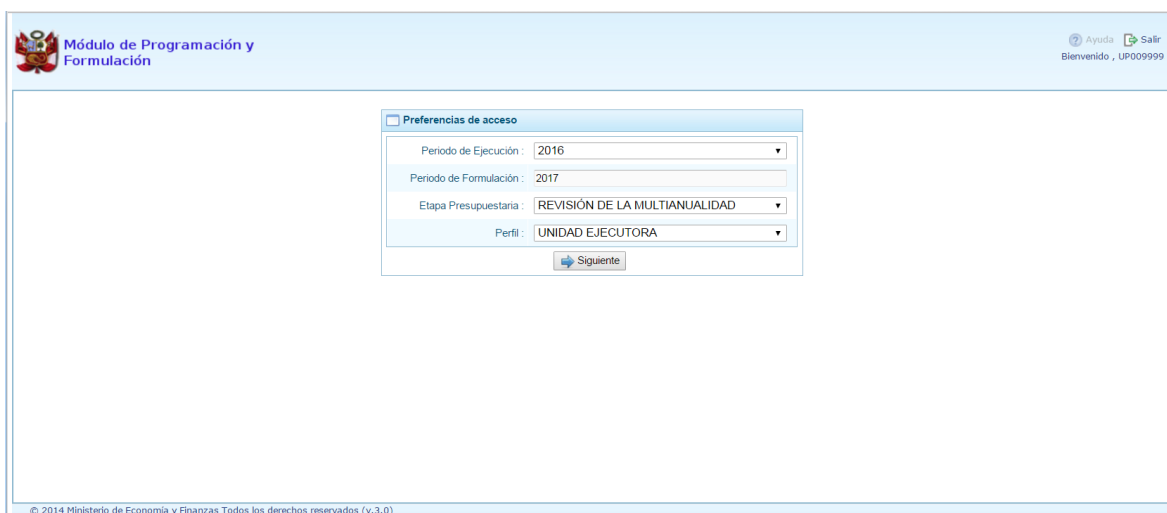 Módulo de Programación y
Formulación
Ayuda Salir
Bienvenido , UP009999
Preferencias de acceso
Periodo de Ejecución : 2016
Periodo de Formulación : 2017
Etapa Presupuestaria : REVISIÓN DE LA MULTIANUALIDAD
Perfil : UNIDAD EJECUTORA
Siguiente
© 2014 Ministerio de Economía y Finanzas Todos los derechos reservados (v.3.0)